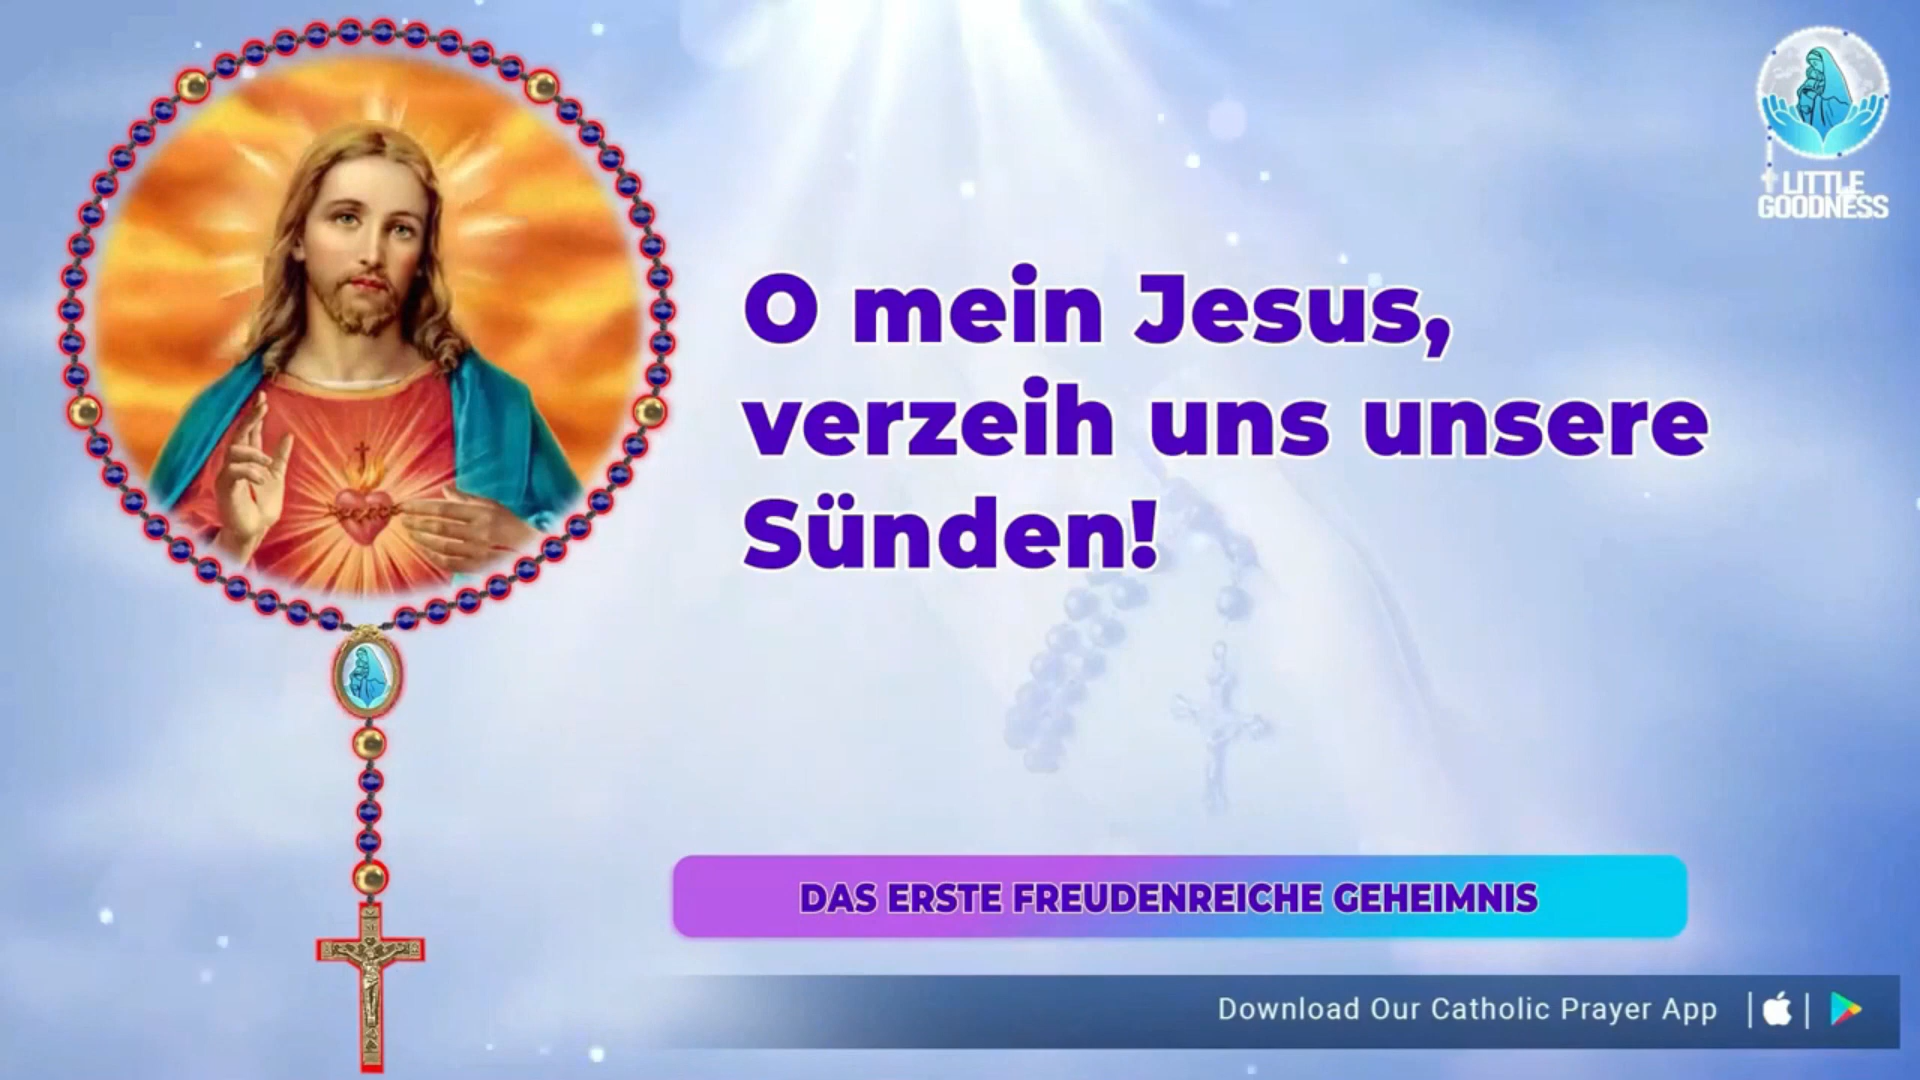 LITTLE
GOODNESS
O mein Jesus,
verzeih uns unsere
Sünden!
DAS ERSTE FREUDENREICHE GEHEIMNIS
Download Our Catholic Prayer App